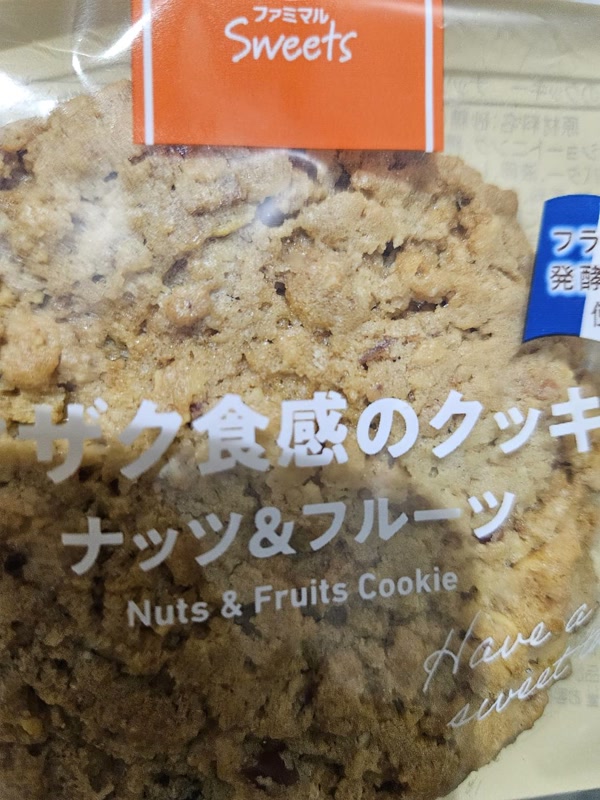 ファミマル
Sweets
フラ
発酵
ザク食感のクッキ
ナッツ&フルーツ
Nuts & Fruits Cookie
Have a
sweet